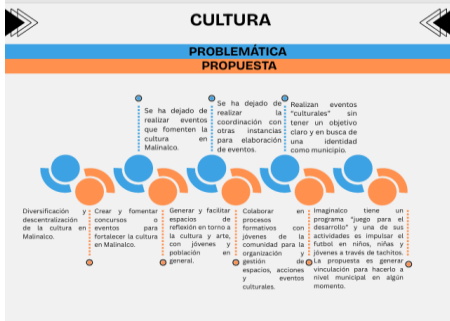 CULTURA
PROBLEMÁTICA
PROPUESTA
Se ha dejado de
realizar eventos
que fomenten la
cultura en
Malinalco.
Se ha dejado de
realizar la
coordinación con
otras instancias
para elaboración
de eventos.
Realizan eventos
"culturales" sin
tener un objetivo
claro y en busca de
una identidad
como municipio.
Diversificación y
descentralización
de la cultura en
Malinalco.
Crear y fomentar
concursos o
eventos para
fortalecer la cultura
en Malinalco.
Generar y facilitar
espacios de
reflexión en torno a
la cultura y arte,
con jóvenes y
población en
general.
Colaborar en
procesos
formativos con
jóvenes de la
comunidad para la
organización y
gestión de
espacios, acciones
y eventos
culturales.
Imaginalco tiene un
programa "juego para el
desarrollo" y una de sus
actividades es impulsar el
futbol en niños, niñas y
jóvenes a través de tachitos.
La propuesta es generar
vinculación para hacerlo a
nivel municipal en algún
momento.